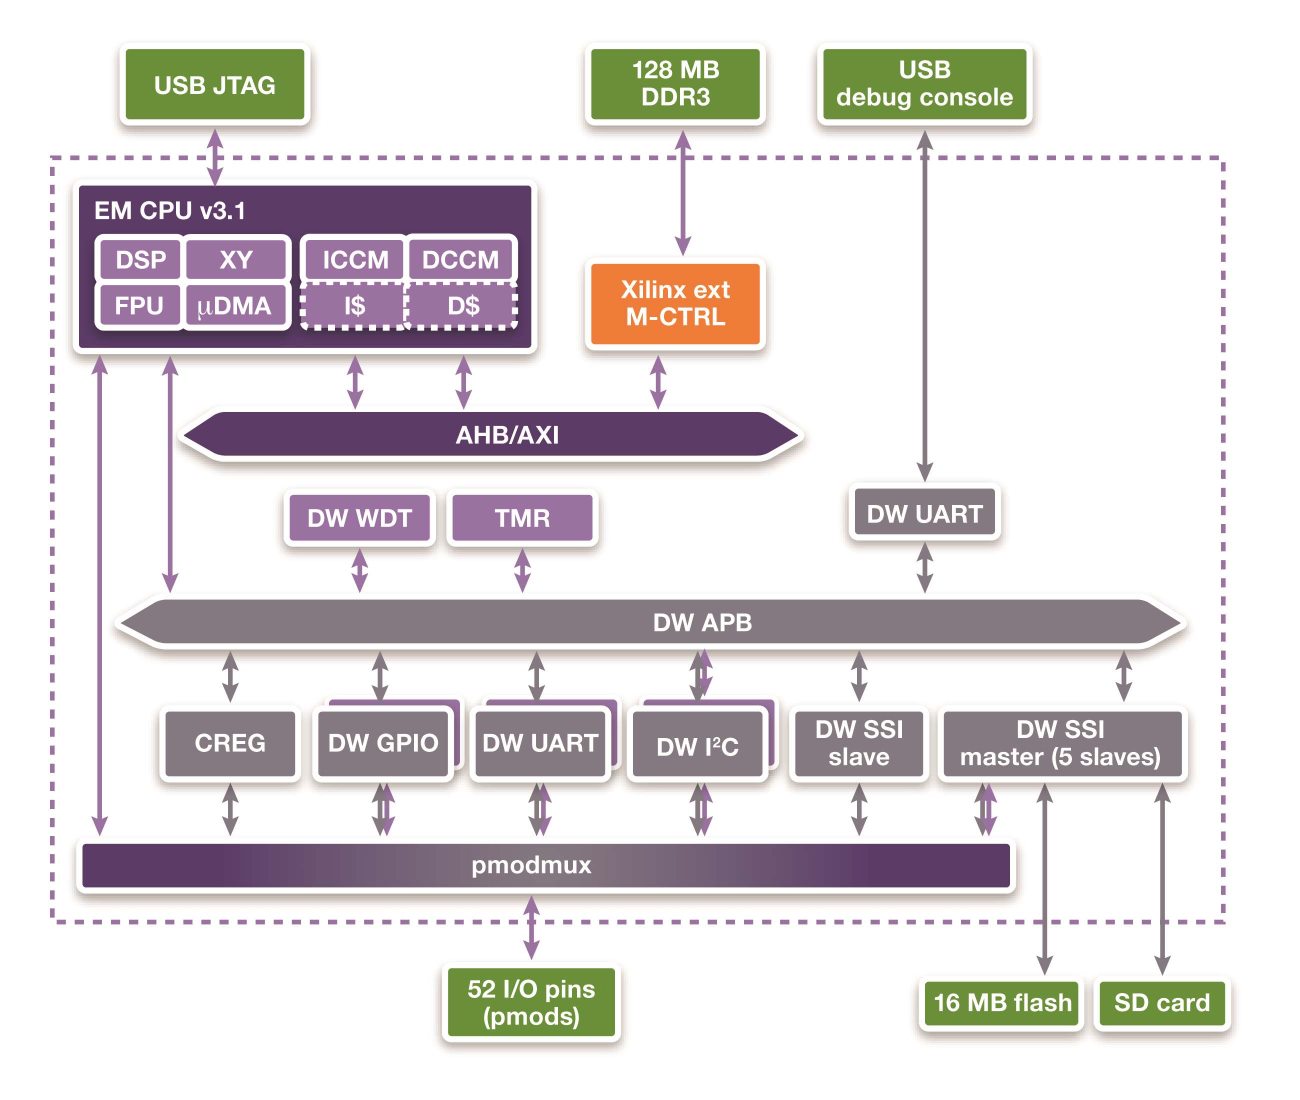 USB JTAG
128 MB
DDR3
USB
debug console
EM CPU v3.1
DSP
XY
ICCM
DCCM
FPU
µDMA
I$
D$
Xilinx ext
M-CTRL
AHB/AXI
DW WDT
TMR
DW UART
DW APB
CREG
DW GPIO
DW UART
DW I²C
DW SSI
slave
DW SSI
master (5 slaves)
pmodmux
52 I/O pins
(pmods)
16 MB flash
SD card